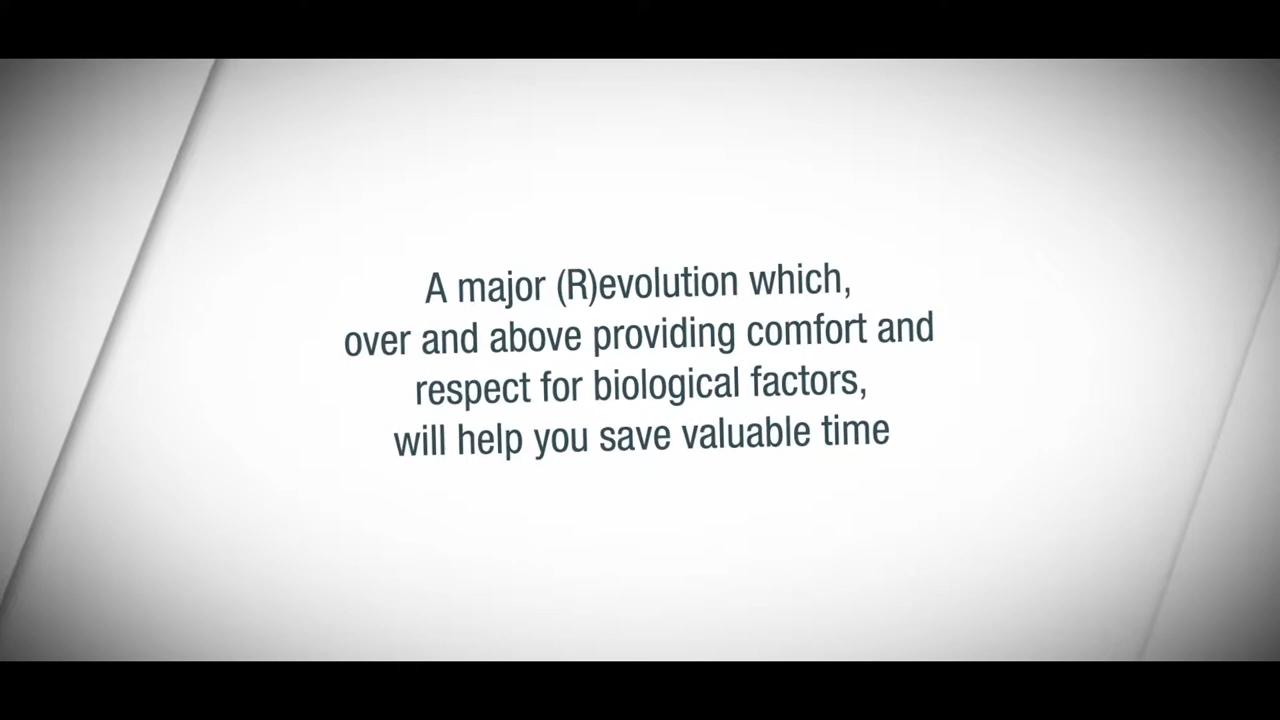 A major (R)evolution which,
over and above providing comfort and
respect for biological factors,
will help you save valuable time